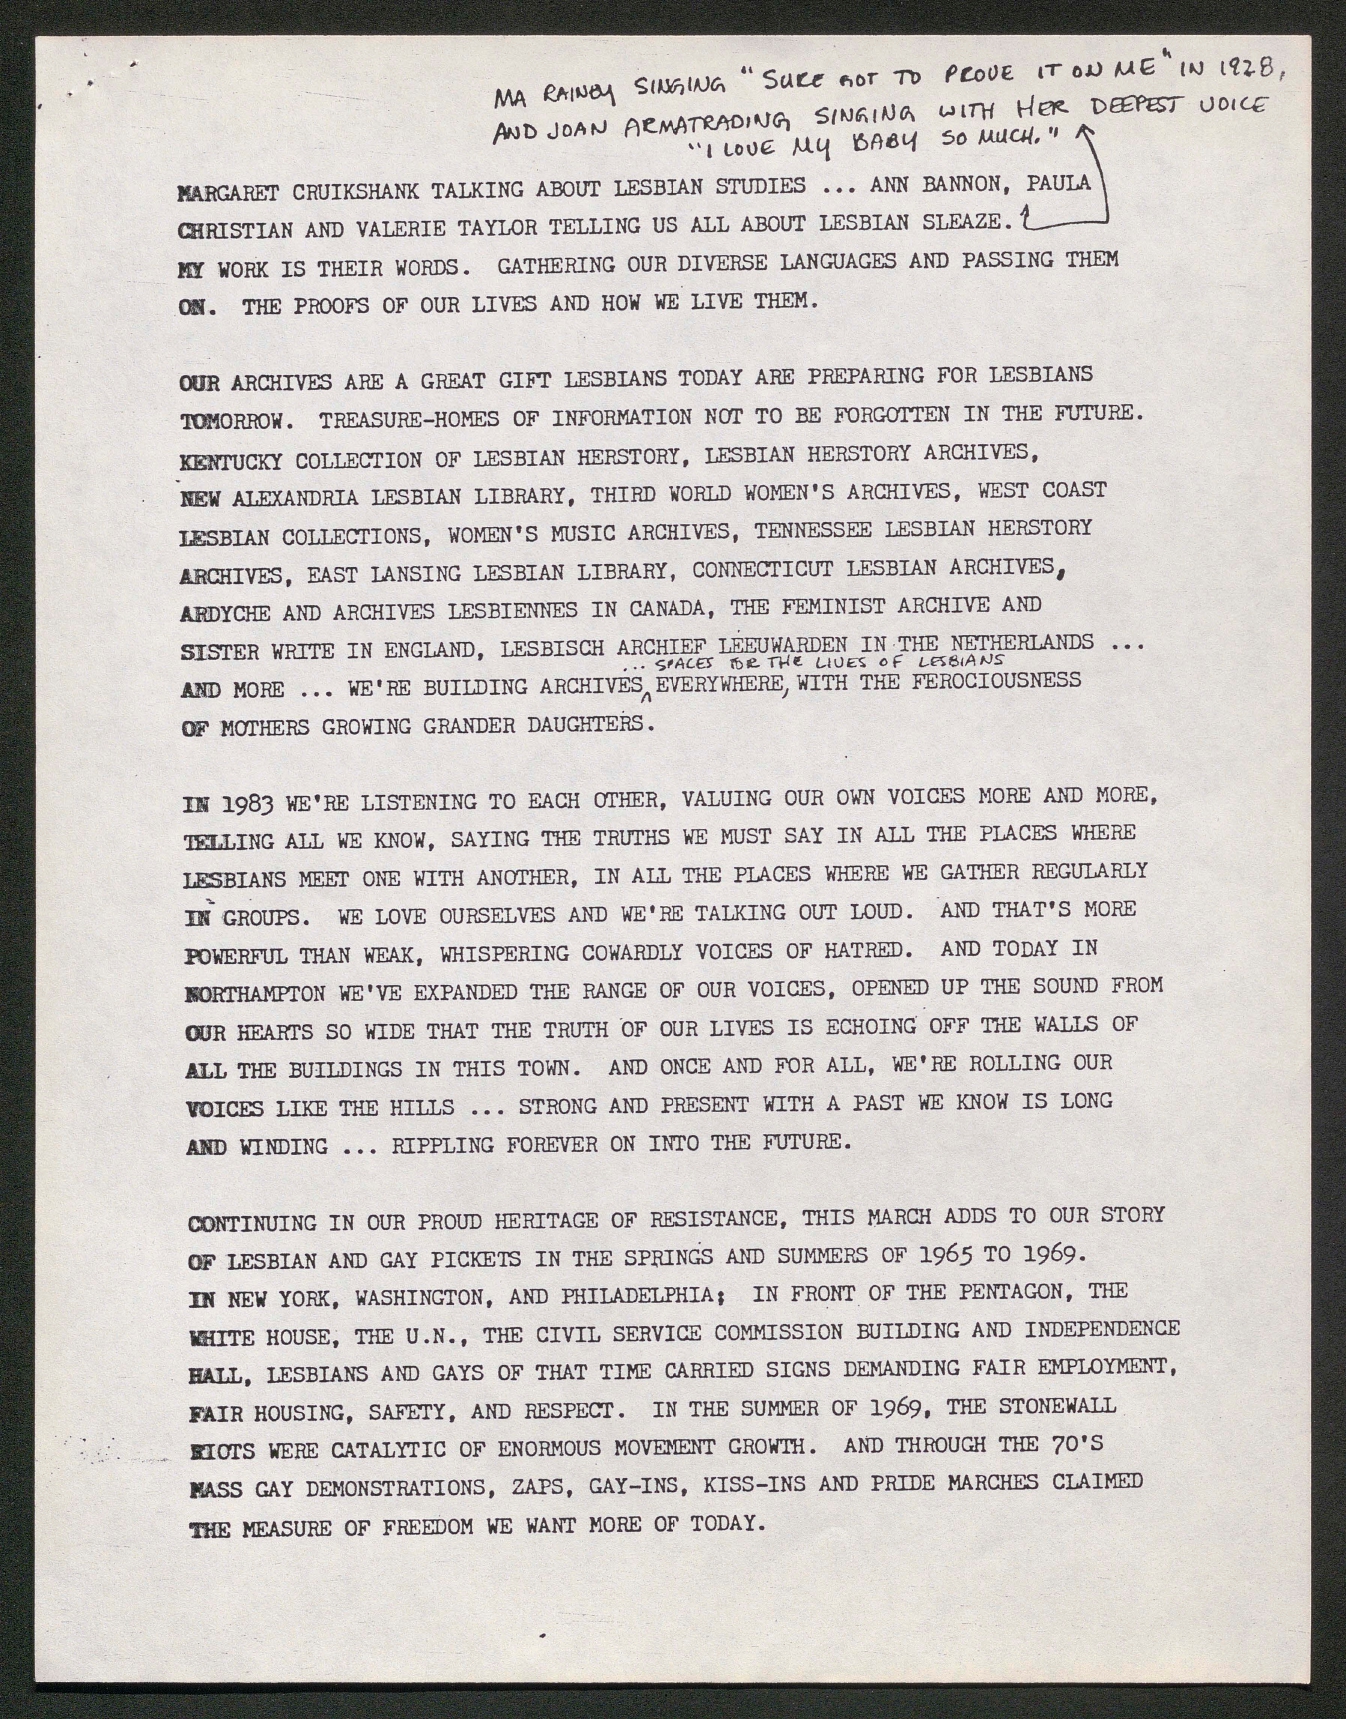 MA RAINEY SINGING "SURE GOT TO PROVE IT ON ME" IN 1928,
AND JOAN ARMATRADING SINGING WITH HER DEEPEST VOICE
"I LOVE MY BABY SO MUCH."
MARGARET CRUIKSHANK TALKING ABOUT LESBIAN STUDIES ... ANN BANNON, PAULA
CHRISTIAN AND VALERIE TAYLOR TELLING US ALL ABOUT LESBIAN SLEAZE.
MY WORK IS THEIR WORDS. GATHERING OUR DIVERSE LANGUAGES AND PASSING THEM
ON. THE PROOFS OF OUR LIVES AND HOW WE LIVE THEM.
OUR ARCHIVES ARE A GREAT GIFT LESBIANS TODAY ARE PREPARING FOR LESBIANS
TOMORROW. TREASURE-HOMES OF INFORMATION NOT TO BE FORGOTTEN IN THE FUTURE.
KENTUCKY COLLECTION OF LESBIAN HERSTORY, LESBIAN HERSTORY ARCHIVES,
NEW ALEXANDRIA LESBIAN LIBRARY, THIRD WORLD WOMEN'S ARCHIVES, WEST COAST
LESBIAN COLLECTIONS, WOMEN'S MUSIC ARCHIVES, TENNESSEE LESBIAN HERSTORY
ARCHIVES, EAST LANSING LESBIAN LIBRARY, CONNECTICUT LESBIAN ARCHIVES,
ARDYCHE AND ARCHIVES LESBIENNES IN CANADA, THE FEMINIST ARCHIVE AND
SISTER WRITE IN ENGLAND, LESBISCH ARCHIEF LEEUWARDEN IN THE NETHERLANDS ...
... SPACES FOR THE LIVES OF LESBIANS
AND MORE ... WE'RE BUILDING ARCHIVES EVERYWHERE, WITH THE FEROCIOUSNESS
OF MOTHERS GROWING GRANDER DAUGHTERS.
IN 1983 WE'RE LISTENING TO EACH OTHER, VALUING OUR OWN VOICES MORE AND MORE,
TELLING ALL WE KNOW, SAYING THE TRUTHS WE MUST SAY IN ALL THE PLACES WHERE
LESBIANS MEET ONE WITH ANOTHER, IN ALL THE PLACES WHERE WE GATHER REGULARLY
IN GROUPS. WE LOVE OURSELVES AND WE'RE TALKING OUT LOUD. AND THAT'S MORE
POWERFUL THAN WEAK, WHISPERING COWARDLY VOICES OF HATRED. AND TODAY IN
NORTHAMPTON WE'VE EXPANDED THE RANGE OF OUR VOICES, OPENED UP THE SOUND FROM
OUR HEARTS SO WIDE THAT THE TRUTH OF OUR LIVES IS ECHOING OFF THE WALLS OF
ALL THE BUILDINGS IN THIS TOWN. AND ONCE AND FOR ALL, WE'RE ROLLING OUR
VOICES LIKE THE HILLS ... STRONG AND PRESENT WITH A PAST WE KNOW IS LONG
AND WINDING ... RIPPLING FOREVER ON INTO THE FUTURE.
CONTINUING IN OUR PROUD HERITAGE OF RESISTANCE, THIS MARCH ADDS TO OUR STORY
OF LESBIAN AND GAY PICKETS IN THE SPRINGS AND SUMMERS OF 1965 TO 1969.
IN NEW YORK, WASHINGTON, AND PHILADELPHIA; IN FRONT OF THE PENTAGON, THE
WHITE HOUSE, THE U.N., THE CIVIL SERVICE COMMISSION BUILDING AND INDEPENDENCE
HALL, LESBIANS AND GAYS OF THAT TIME CARRIED SIGNS DEMANDING FAIR EMPLOYMENT,
FAIR HOUSING, SAFETY, AND RESPECT. IN THE SUMMER OF 1969, THE STONEWALL
RIOTS WERE CATALYTIC OF ENORMOUS MOVEMENT GROWTH. AND THROUGH THE 70'S
MASS GAY DEMONSTRATIONS, ZAPS, GAY-INS, KISS-INS AND PRIDE MARCHES CLAIMED
THE MEASURE OF FREEDOM WE WANT MORE OF TODAY.